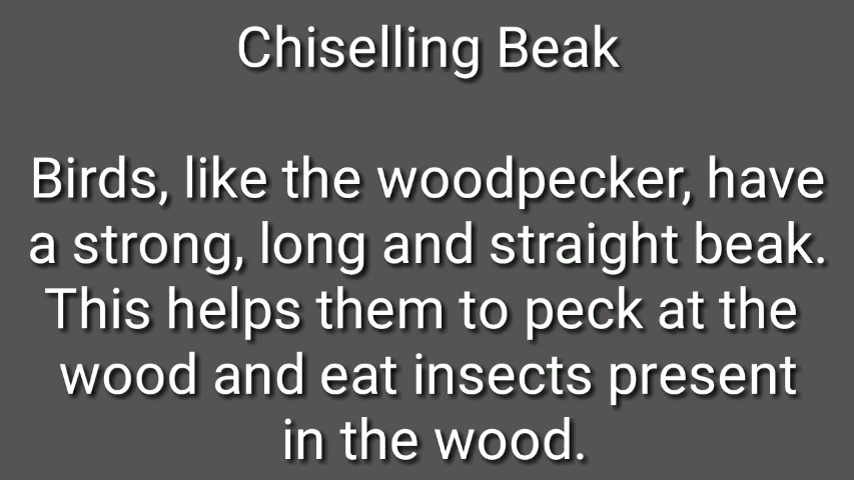 Chiselling Beak
Birds, like the woodpecker, have
a strong, long and straight beak.
This helps them to peck at the
wood and eat insects present
in the wood.